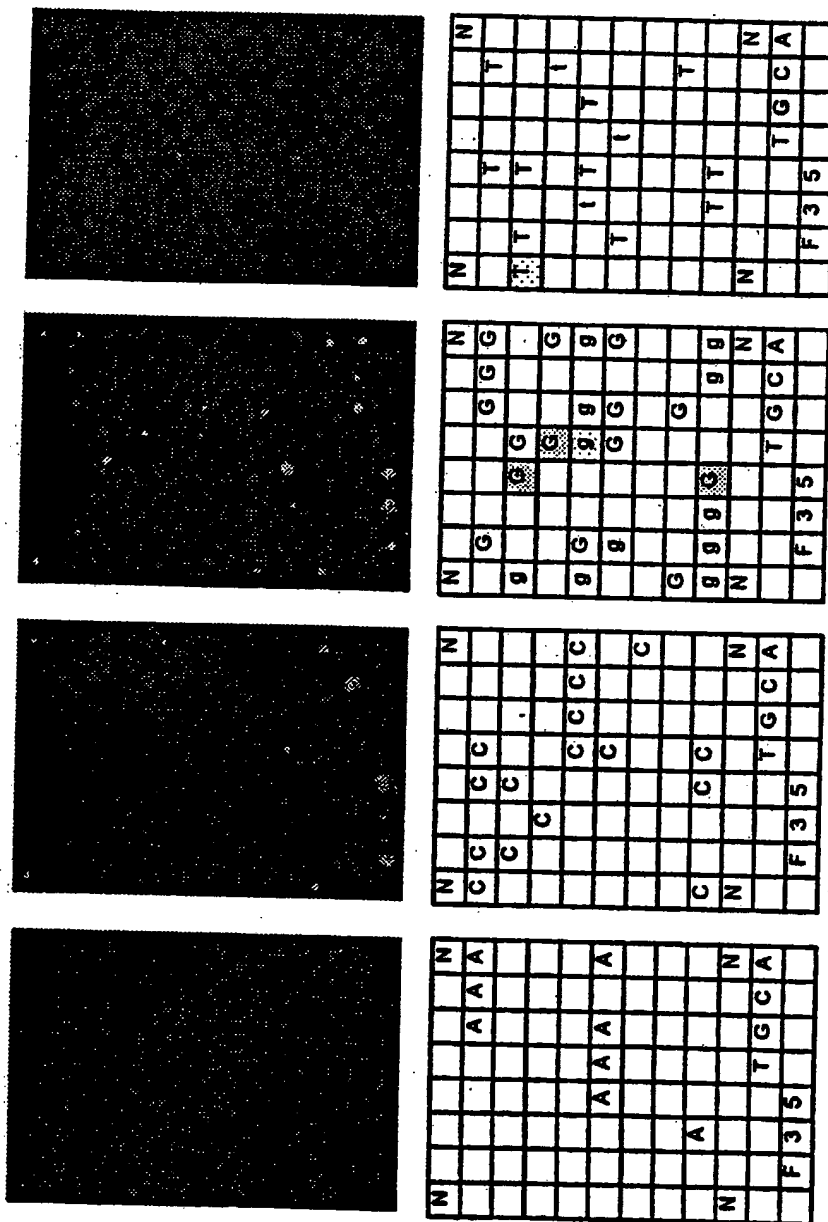 N N
A A A
A A A A
A
N N
T G C A
F 3 5
N N
C C C C
C C
C
C C C C
C
C
C C C
N N
T G C A
F 3 5
N N
G G G G
g G G
G G
g G g g g
g G G G
G G
g g g G g g
N N
T G C A
F 3 5
N N
T T
T T T
t
t T T
T t
T
T T
N N
T G C A
F 3 5